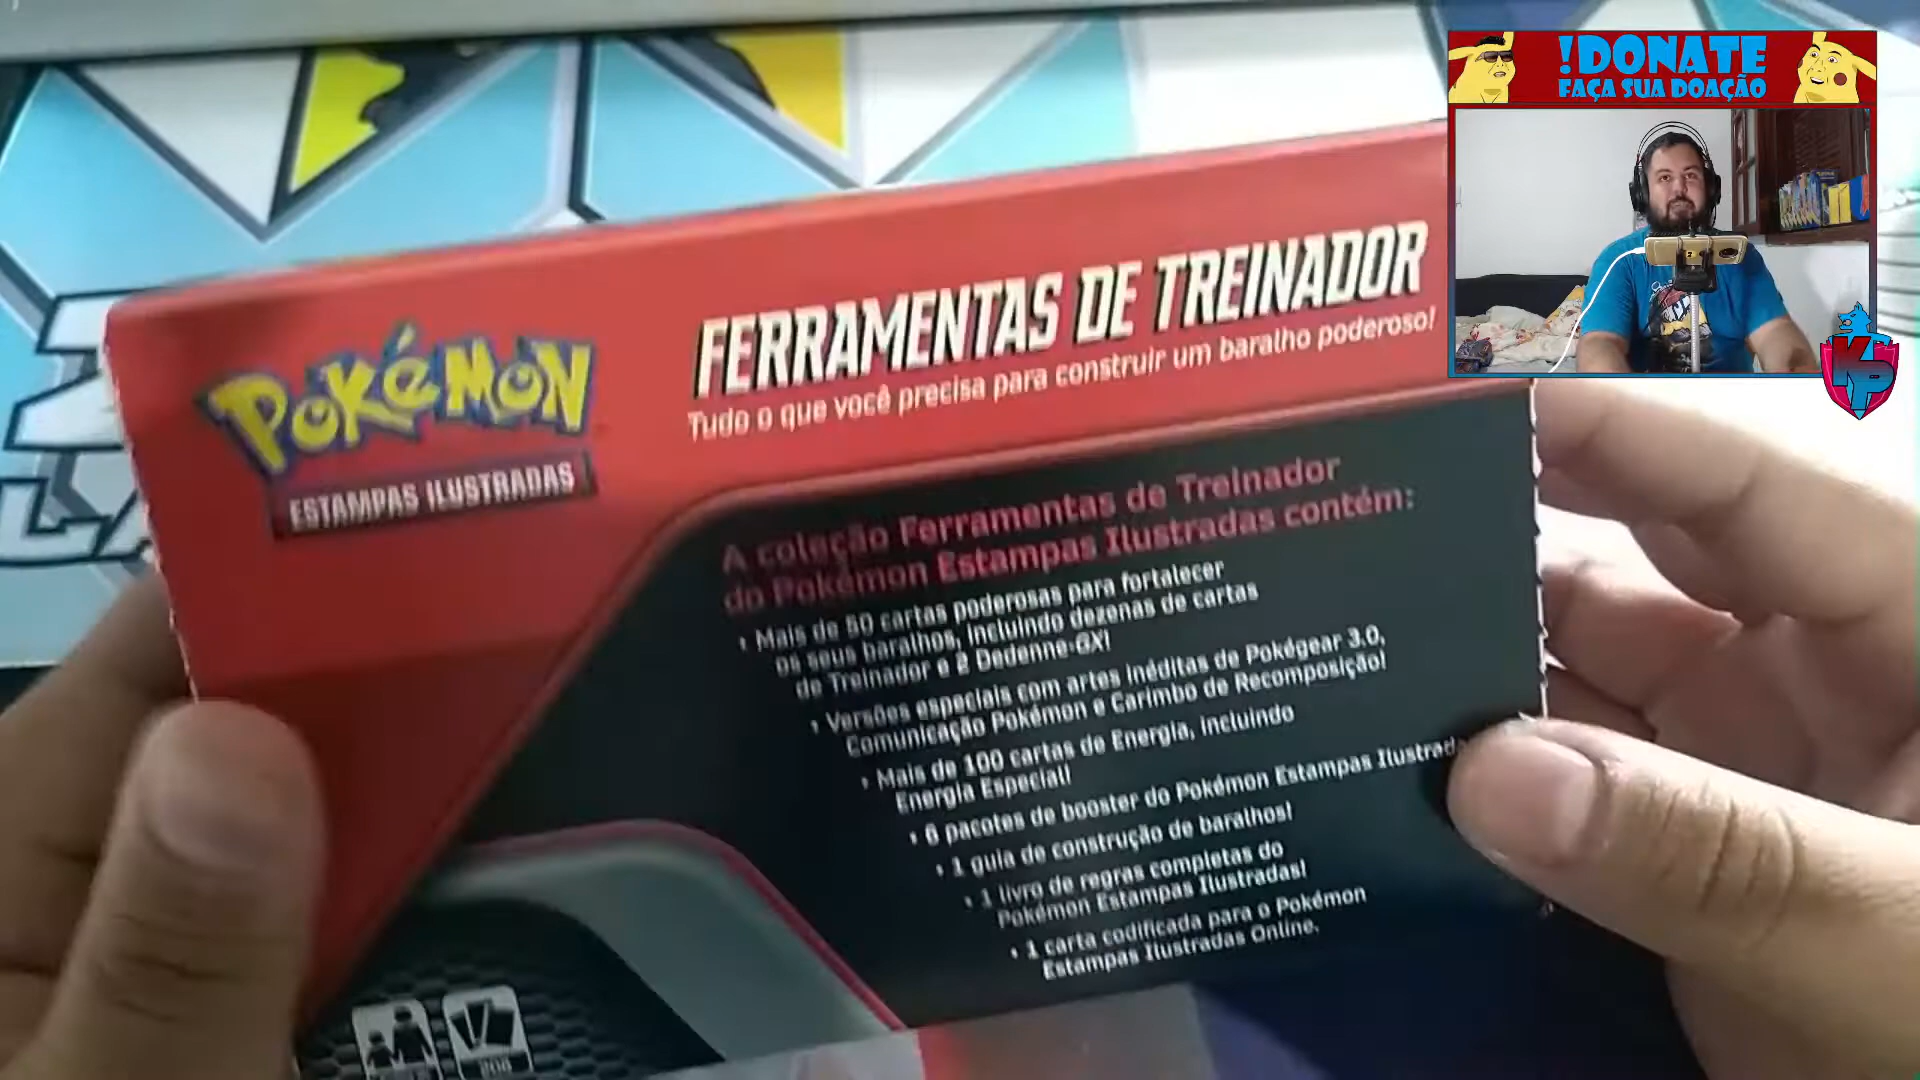 !DONATE
FAÇA SUA DOAÇÃO
POKÉMON
ESTAMPAS ILUSTRADAS
FERRAMENTAS DE TREINADOR
Tudo o que você precisa para construir um baralho poderoso!
A coleção Ferramentas de Treinador
do Pokémon Estampas Ilustradas contém:
• Mais de 50 cartas poderosas para fortalecer
os seus baralhos, incluindo dezenas de cartas
de Treinador e 2 Dedenne-GX!
• Versões especiais com artes inéditas de Pokégear 3.0,
Comunicação Pokémon e Carimbo de Recomposição!
• Mais de 100 cartas de Energia, incluindo
Energia Especial!
• 6 pacotes de booster do Pokémon Estampas Ilustrada
• 1 guia de construção de baralhos!
• 1 livro de regras completas do
Pokémon Estampas Ilustradas!
• 1 carta codificada para o Pokémon
Estampas Ilustradas Online.
KP